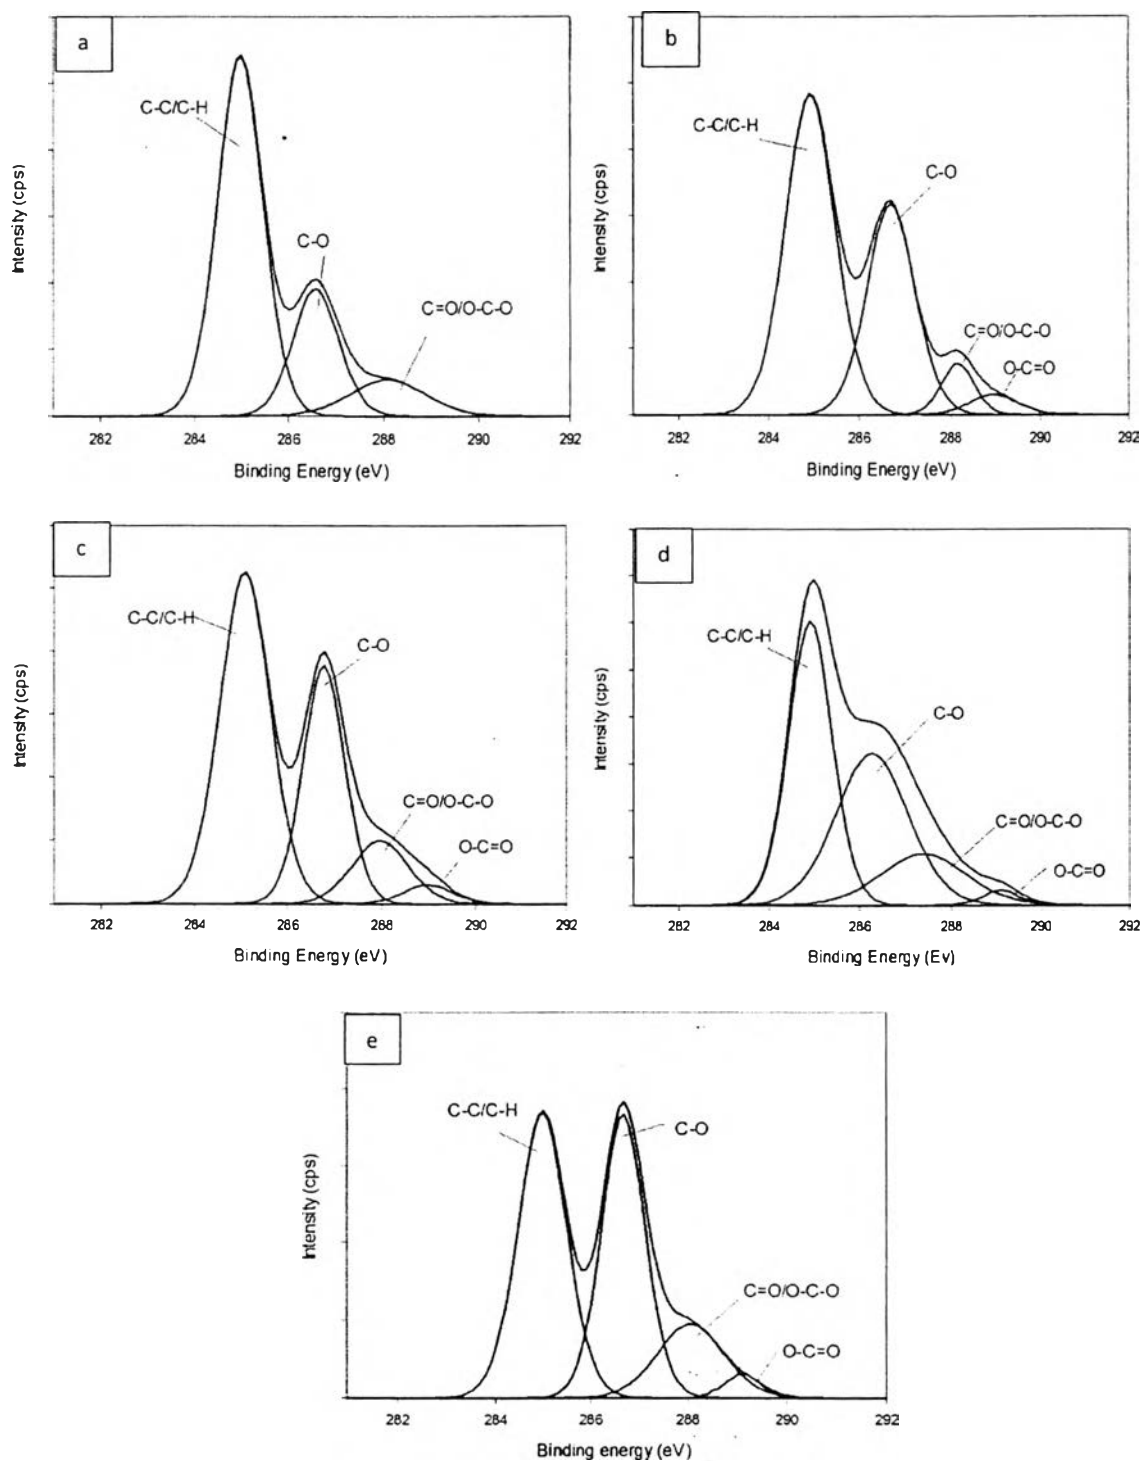 a
C-C/C-H
C-O
C=O/O-C-O
Intensity (cps)
282 284 286 288 290 292
Binding Energy (eV)
b
C-C/C-H
C-O
C=O/O-C-O
O-C=O
Intensity (cps)
282 284 286 288 290 292
Binding Energy (eV)
c
C-C/C-H
C-O
C=O/O-C-O
O-C=O
Intensity (cps)
282 284 286 288 290 292
Binding Energy (eV)
d
C-C/C-H
C-O
C=O/O-C-O
O-C=O
Intensity (cps)
282 284 286 288 290 292
Binding Energy (Ev)
e
C-C/C-H
C-O
C=O/O-C-O
O-C=O
Intensity (cps)
282 284 286 288 290 292
Binding energy (eV)